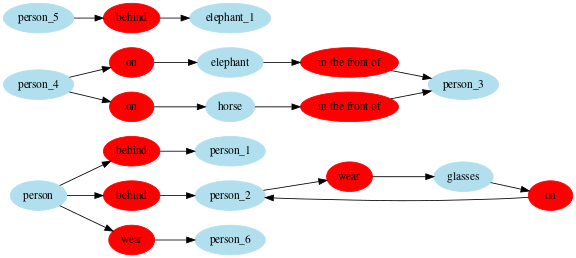 person_5 behind elephant_1
on elephant in the front of
person_4 person_3
on horse in the front of
behind person_1
wear glasses
person behind person_2 on
wear person_6